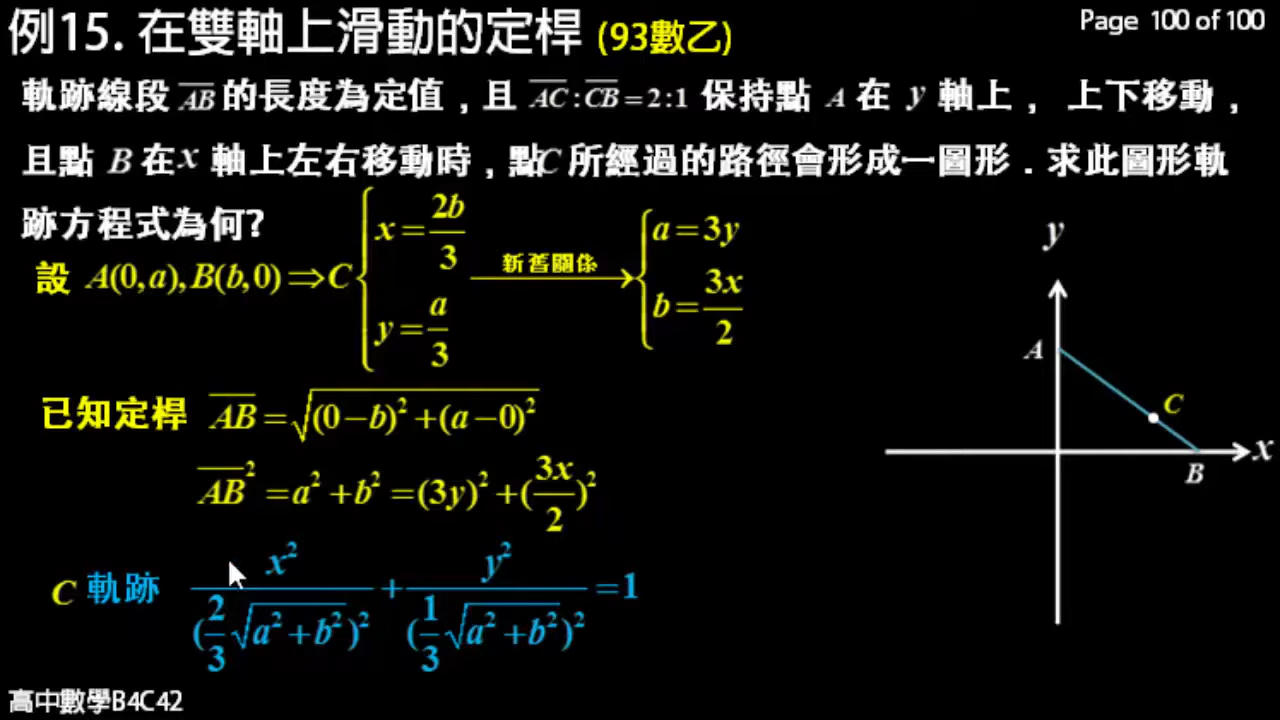 例15. 在雙軸上滑動的定桿 (93數乙)
Page 100 of 100
軌跡線段 \overline{AB} 的長度為定值，且 \overline{AC}:\overline{CB}=2:1 保持點 A 在 y 軸上， 上下移動，
且點 B 在 x 軸上左右移動時，點C 所經過的路徑會形成一圖形．求此圖形軌
跡方程式為何?
設 A(0,a),B(b,0)⇒C { x=2b/3, y=a/3 新舊關係→ { a=3y, b=3x/2
已知定桿 \overline{AB}=√((0−b)²+(a−0)²)
\overline{AB}²=a²+b²=(3y)²+(3x/2)²
C 軌跡 x²/(2/3√(a²+b²))²+y²/(1/3√(a²+b²))²=1
y
A
C
x
B
高中數學B4C42